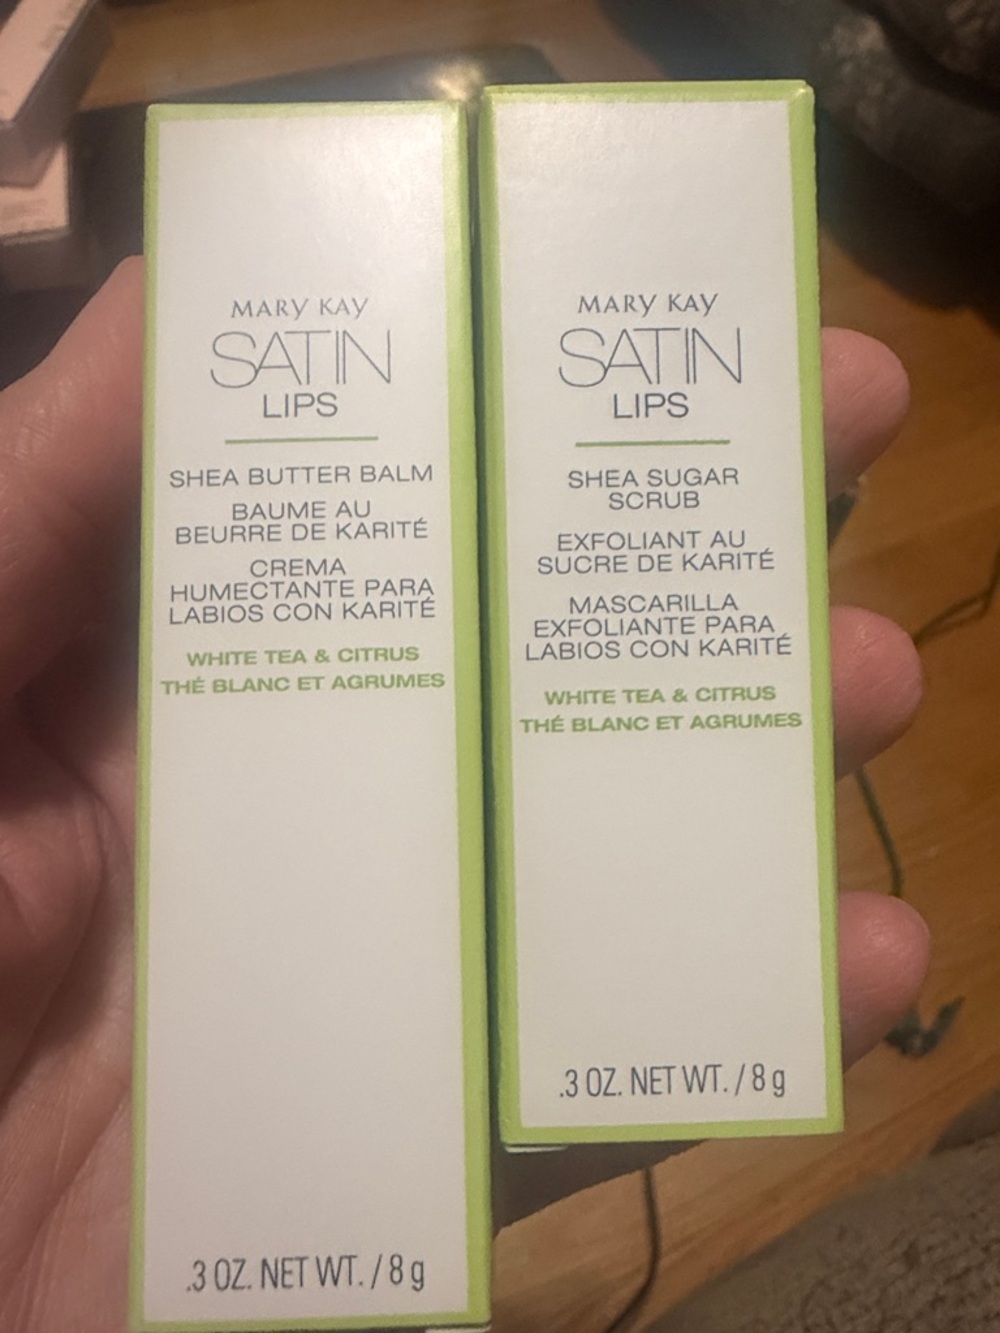 MARY KAY
SATIN
LIPS
SHEA BUTTER BALM
BAUME AU
BEURRE DE KARITÉ
CREMA
HUMECTANTE PARA
LABIOS CON KARITÉ
WHITE TEA & CITRUS
THÉ BLANC ET AGRUMES
.3 OZ. NET WT. / 8 g
MARY KAY
SATIN
LIPS
SHEA SUGAR
SCRUB
EXFOLIANT AU
SUCRE DE KARITÉ
MASCARILLA
EXFOLIANTE PARA
LABIOS CON KARITÉ
WHITE TEA & CITRUS
THÉ BLANC ET AGRUMES
.3 OZ. NET WT. / 8 g